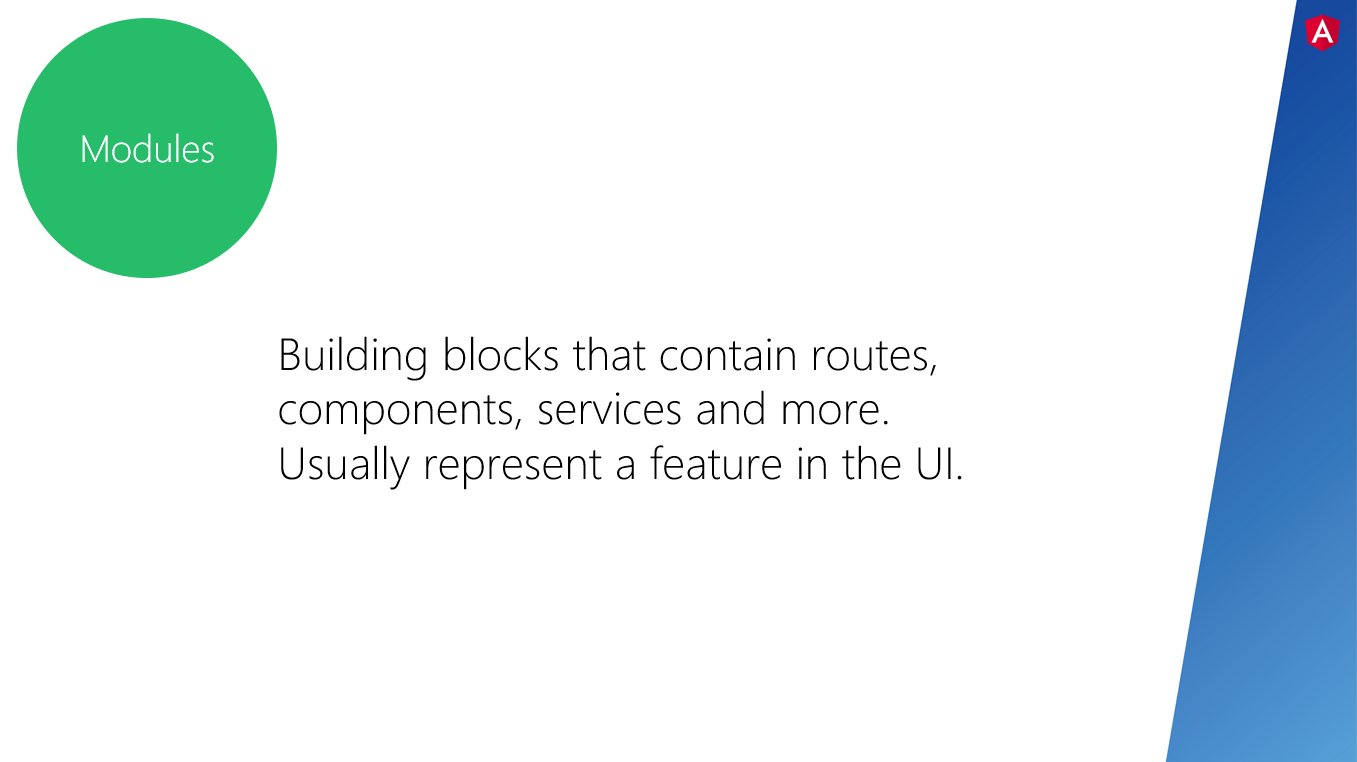 Modules
Building blocks that contain routes,
components, services and more.
Usually represent a feature in the UI.
A